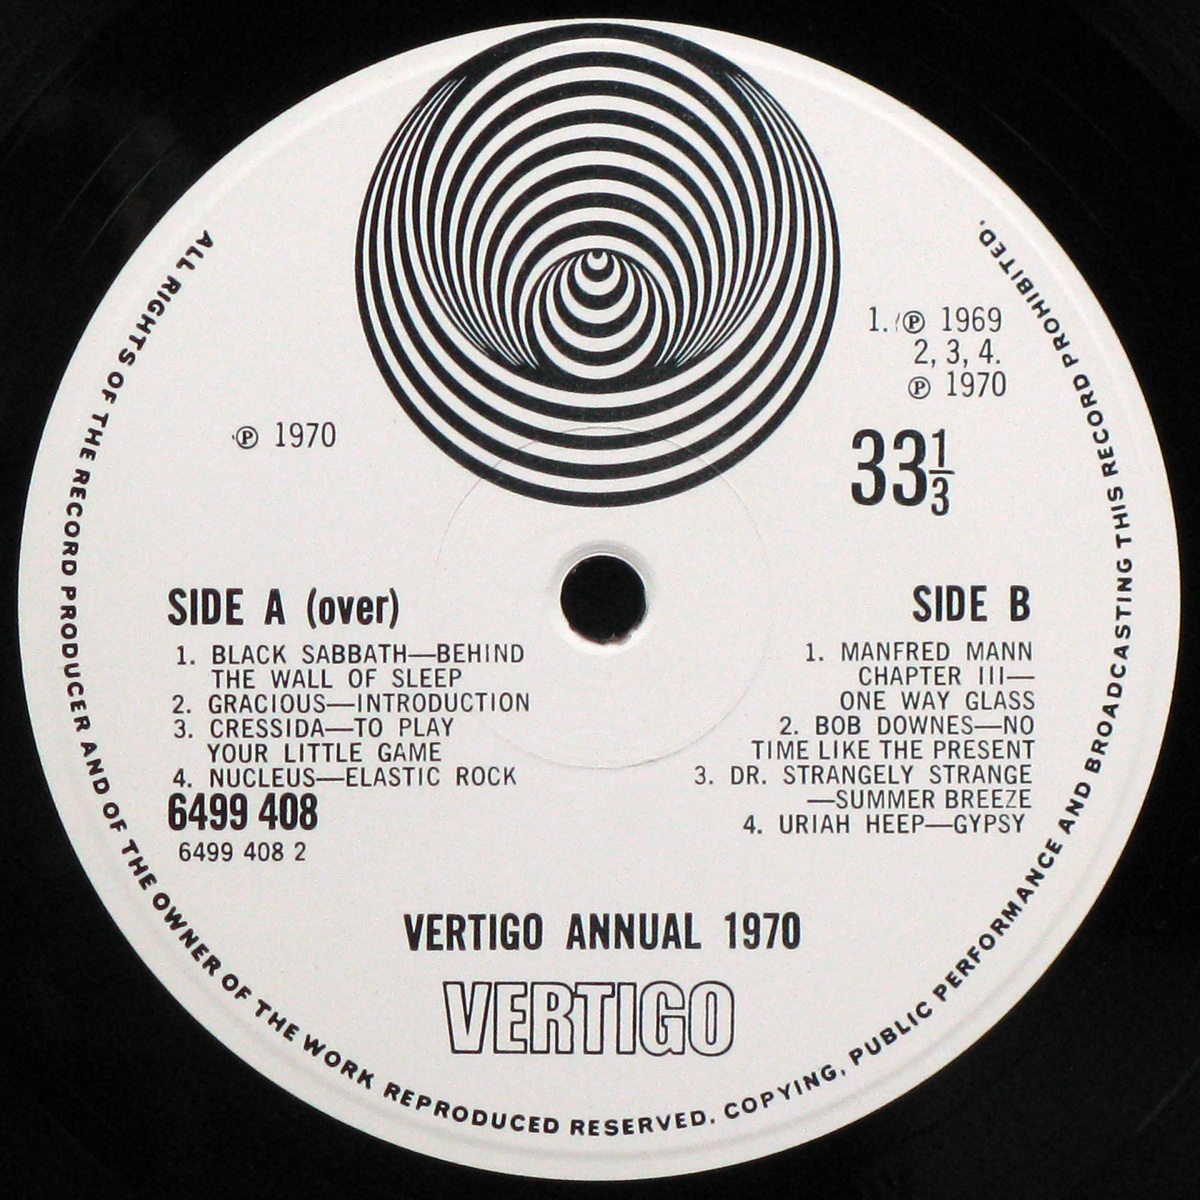 ALL RIGHTS OF THE RECORD PRODUCER AND OF THE OWNER OF THE WORK REPRODUCED RESERVED. COPYING, PUBLIC PERFORMANCE AND BROADCASTING THIS RECORD PROHIBITED.
℗ 1970
1. ℗ 1969
2, 3, 4.
℗ 1970
33⅓
SIDE A (over)
1. BLACK SABBATH—BEHIND
THE WALL OF SLEEP
2. GRACIOUS—INTRODUCTION
3. CRESSIDA—TO PLAY
YOUR LITTLE GAME
4. NUCLEUS—ELASTIC ROCK
6499 408
6499 408 2
SIDE B
1. MANFRED MANN
CHAPTER III—
ONE WAY GLASS
2. BOB DOWNES—NO
TIME LIKE THE PRESENT
3. DR. STRANGELY STRANGE
—SUMMER BREEZE
4. URIAH HEEP—GYPSY
VERTIGO ANNUAL 1970
VERTIGO